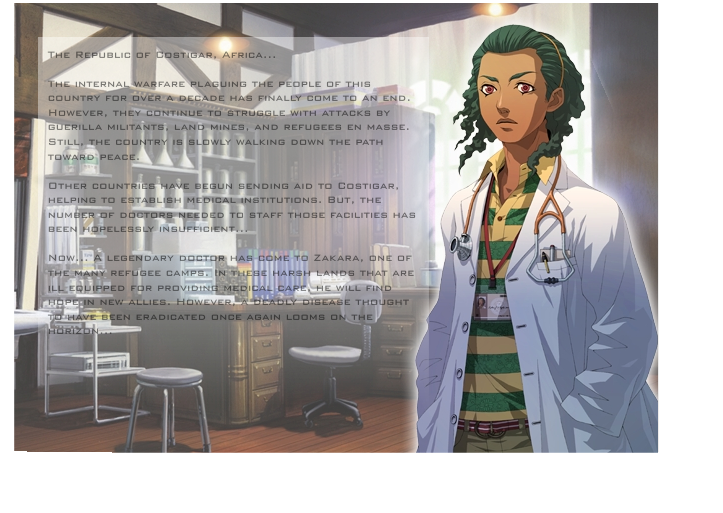 The Republic of Costigar, Africa...
The internal warfare plaguing the people of this
country for over a decade has finally come to an end.
However, they continue to struggle with attacks by
guerilla militants, land mines, and refugees en masse.
Still, the country is slowly walking down the path
toward peace.
Other countries have begun sending aid to Costigar,
helping to establish medical institutions. But, the
number of doctors needed to staff those facilities has
been hopelessly insufficient...
Now... A legendary doctor has come to Zakara, one of
the many refugee camps. In these harsh lands that are
ill equipped for providing medical care, he will find
hope in new allies. However, a deadly disease thought
to have been eradicated once again looms on the
horizon...